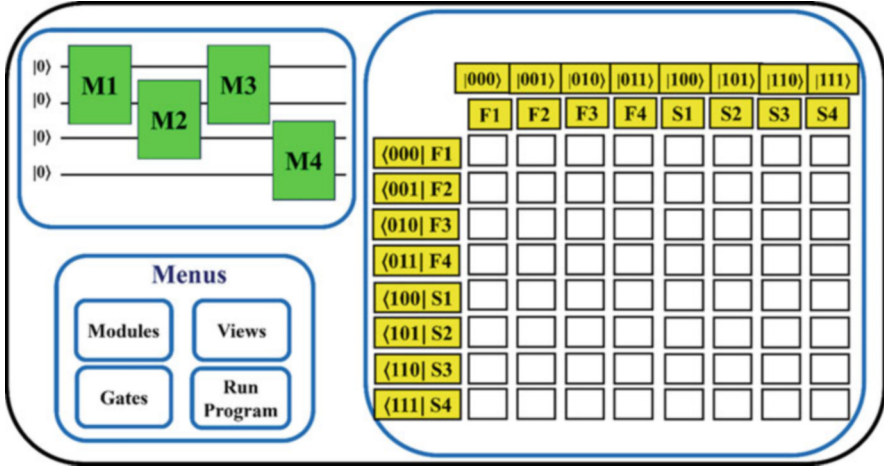 |0⟩
|0⟩
|0⟩
|0⟩
M1
M2
M3
M4
Menus
Modules
Views
Gates
Run
Program
|000⟩ |001⟩ |010⟩ |011⟩ |100⟩ |101⟩ |110⟩ |111⟩
F1 F2 F3 F4 S1 S2 S3 S4
⟨000| F1
⟨001| F2
⟨010| F3
⟨011| F4
⟨100| S1
⟨101| S2
⟨110| S3
⟨111| S4